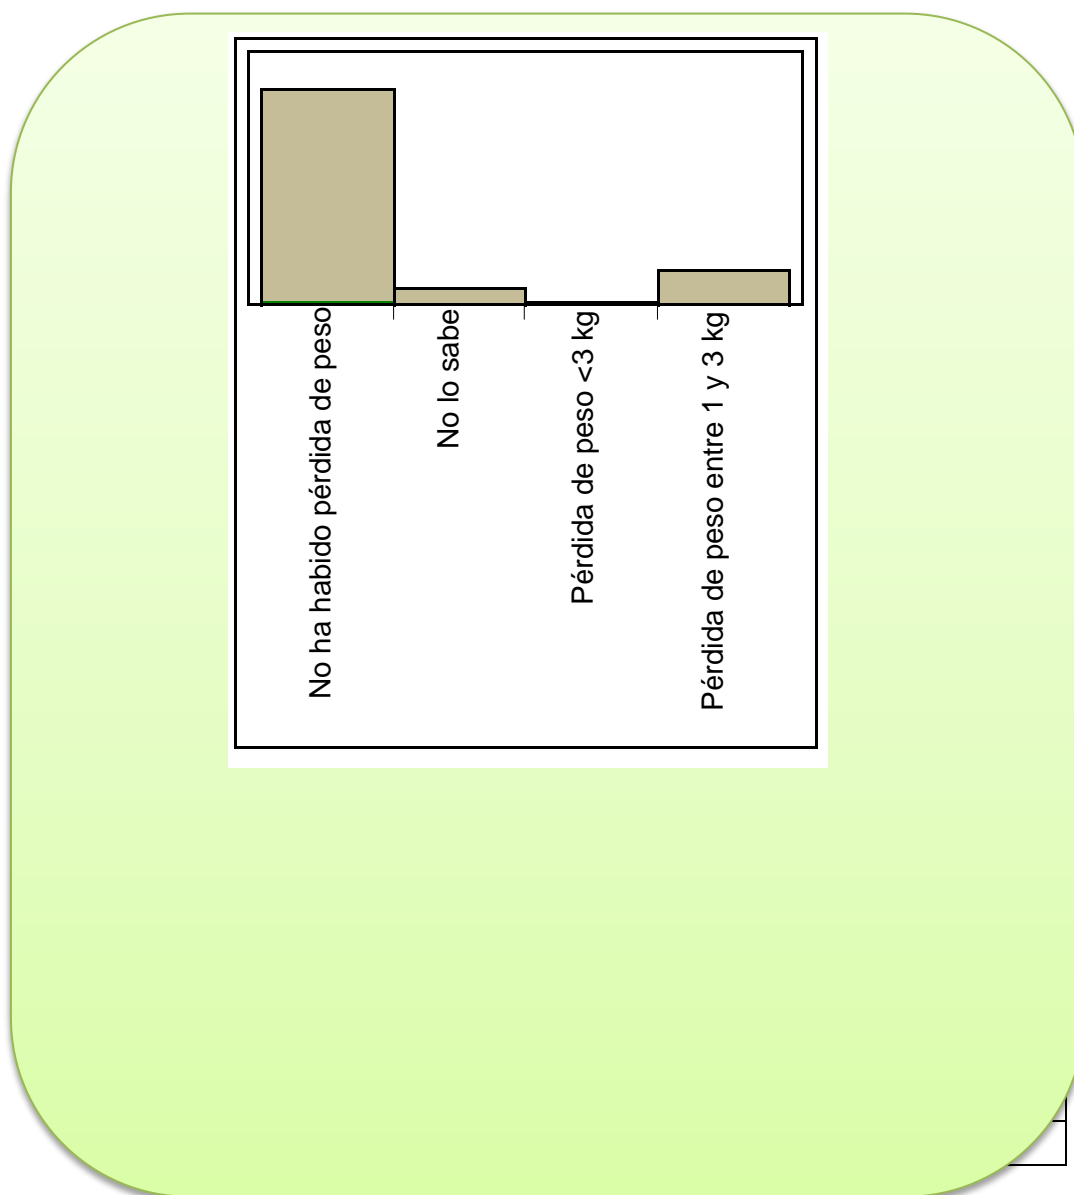 No ha habido pérdida de peso
No lo sabe
Pérdida de peso <3 kg
Pérdida de peso entre 1 y 3 kg